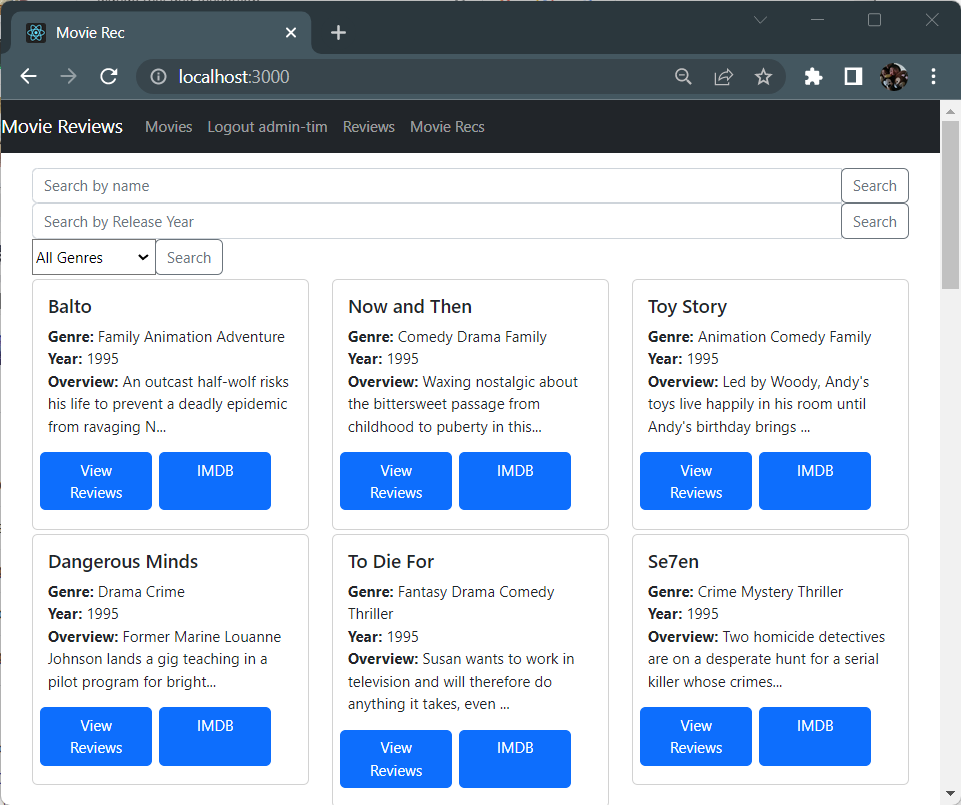 Movie Rec
localhost:3000
Movie Reviews Movies Logout admin-tim Reviews Movie Recs
Search by name Search
Search by Release Year Search
All Genres Search
Balto
Genre: Family Animation Adventure
Year: 1995
Overview: An outcast half-wolf risks
his life to prevent a deadly epidemic
from ravaging N...
View
Reviews
IMDB
Now and Then
Genre: Comedy Drama Family
Year: 1995
Overview: Waxing nostalgic about
the bittersweet passage from
childhood to puberty in this...
View
Reviews
IMDB
Toy Story
Genre: Animation Comedy Family
Year: 1995
Overview: Led by Woody, Andy's
toys live happily in his room until
Andy's birthday brings ...
View
Reviews
IMDB
Dangerous Minds
Genre: Drama Crime
Year: 1995
Overview: Former Marine Louanne
Johnson lands a gig teaching in a
pilot program for bright...
View
Reviews
IMDB
To Die For
Genre: Fantasy Drama Comedy
Thriller
Year: 1995
Overview: Susan wants to work in
television and will therefore do
anything it takes, even ...
View
Reviews
IMDB
Se7en
Genre: Crime Mystery Thriller
Year: 1995
Overview: Two homicide detectives
are on a desperate hunt for a serial
killer whose crimes...
View
Reviews
IMDB